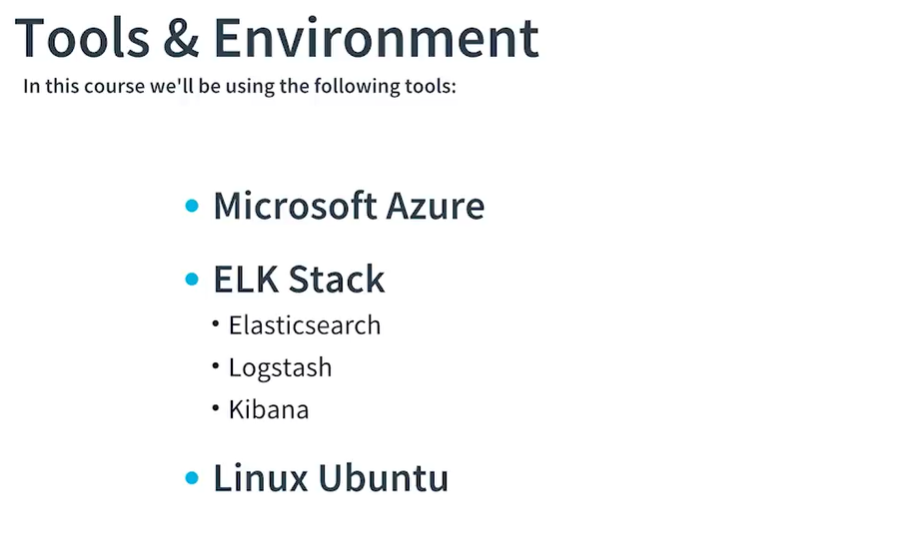 Tools & Environment
In this course we'll be using the following tools:
• Microsoft Azure
• ELK Stack
• Elasticsearch
• Logstash
• Kibana
• Linux Ubuntu